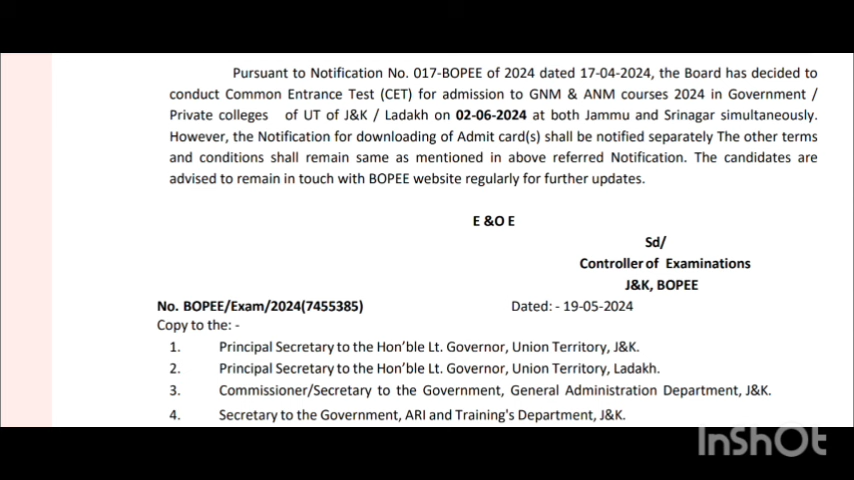 Pursuant to Notification No. 017-BOPEE of 2024 dated 17-04-2024, the Board has decided to
conduct Common Entrance Test (CET) for admission to GNM & ANM courses 2024 in Government /
Private colleges of UT of J&K / Ladakh on 02-06-2024 at both Jammu and Srinagar simultaneously.
However, the Notification for downloading of Admit card(s) shall be notified separately The other terms
and conditions shall remain same as mentioned in above referred Notification. The candidates are
advised to remain in touch with BOPEE website regularly for further updates.
E &O E
Sd/
Controller of Examinations
J&K, BOPEE
No. BOPEE/Exam/2024(7455385) Dated: - 19-05-2024
Copy to the: -
1. Principal Secretary to the Hon'ble Lt. Governor, Union Territory, J&K.
2. Principal Secretary to the Hon'ble Lt. Governor, Union Territory, Ladakh.
3. Commissioner/Secretary to the Government, General Administration Department, J&K.
4. Secretary to the Government, ARI and Training's Department, J&K.
InShOt